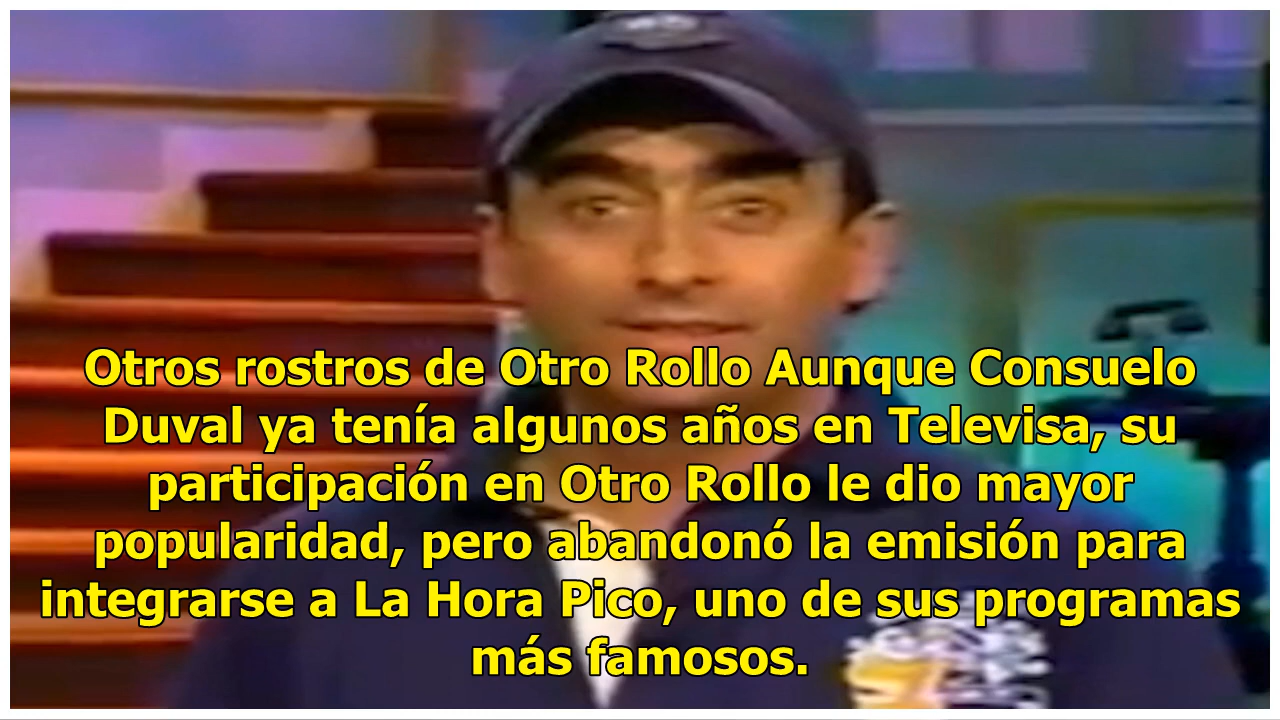 Otros rostros de Otro Rollo Aunque Consuelo
Duval ya tenía algunos años en Televisa, su
participación en Otro Rollo le dio mayor
popularidad, pero abandonó la emisión para
integrarse a La Hora Pico, uno de sus programas
más famosos.